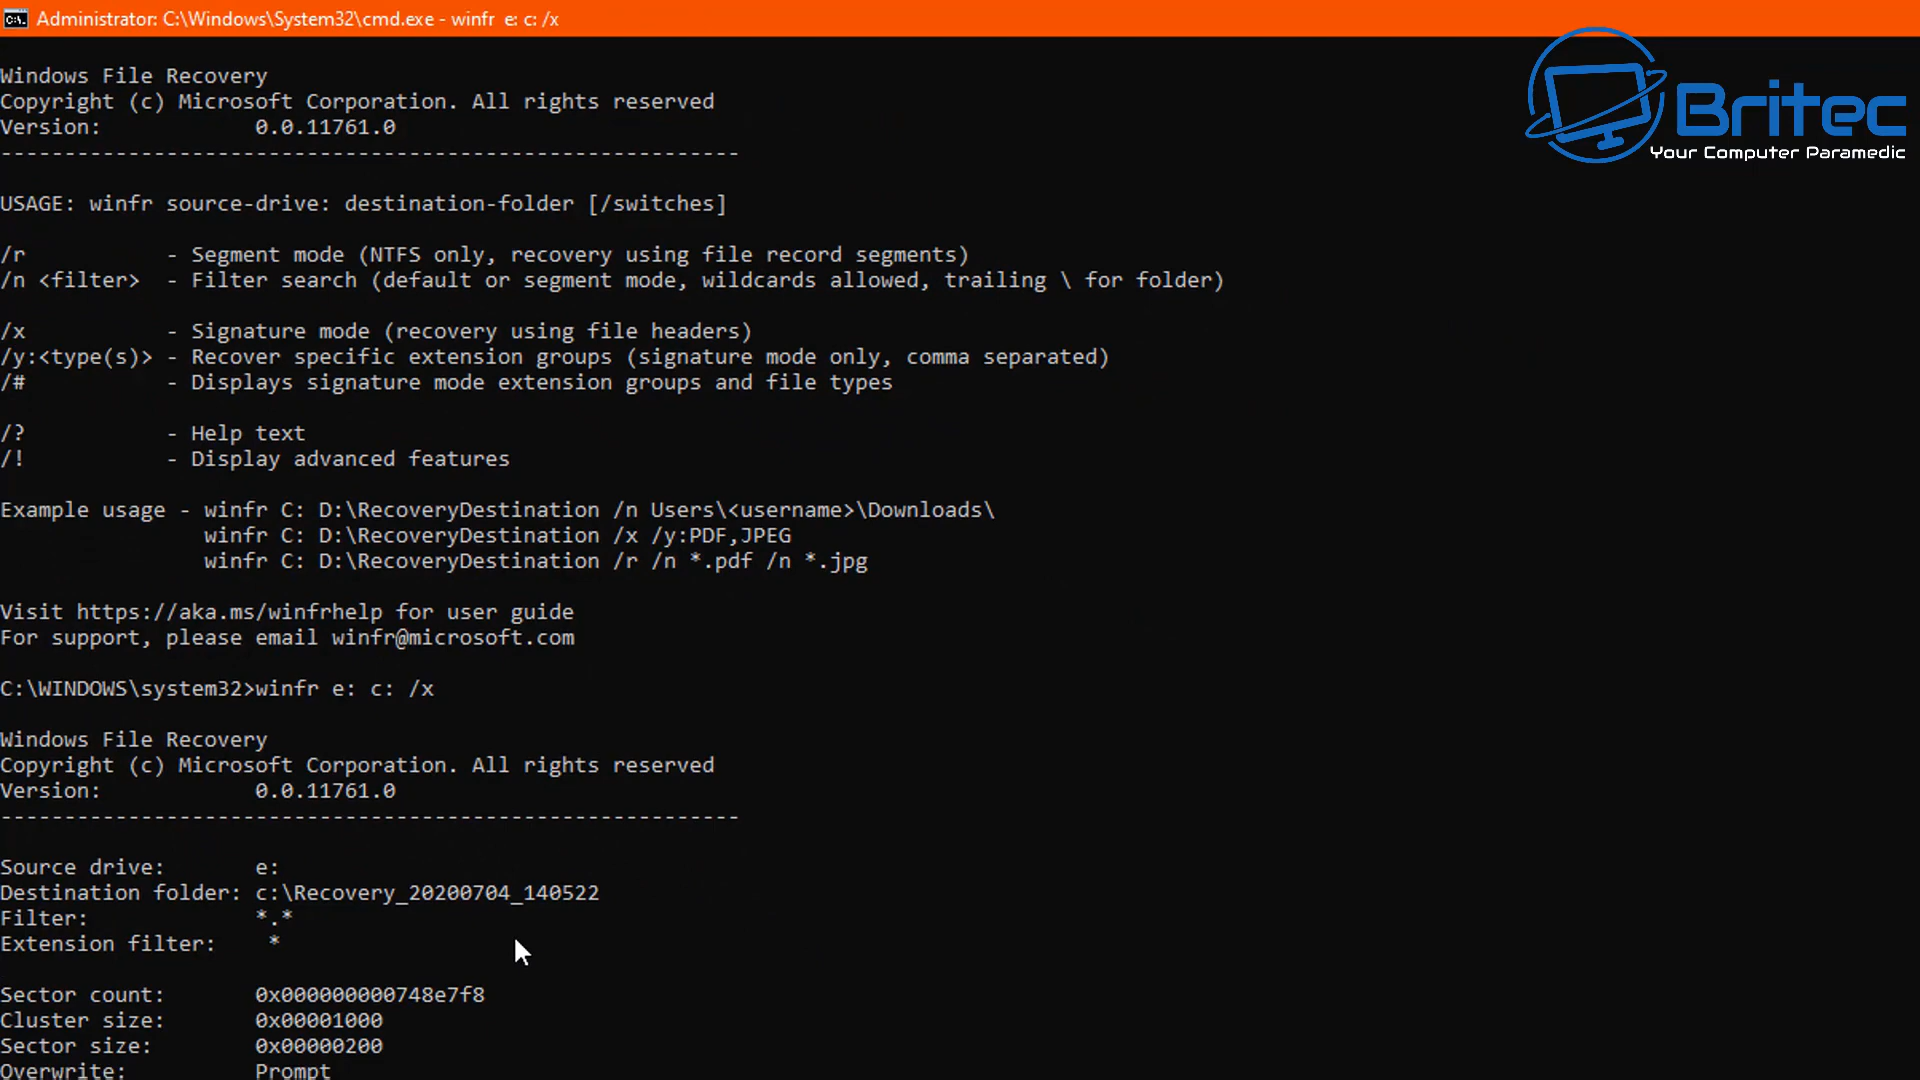 Administrator: C:\Windows\System32\cmd.exe - winfr  e: c: /x
Britec
Your Computer Paramedic
Windows File Recovery
Copyright (c) Microsoft Corporation. All rights reserved
Version:            0.0.11761.0
----------------------------------------------------------
USAGE: winfr source-drive: destination-folder [/switches]
/r           - Segment mode (NTFS only, recovery using file record segments)
/n <filter>  - Filter search (default or segment mode, wildcards allowed, trailing \ for folder)
/x           - Signature mode (recovery using file headers)
/y:<type(s)> - Recover specific extension groups (signature mode only, comma separated)
/#           - Displays signature mode extension groups and file types
/?           - Help text
/!           - Display advanced features
Example usage - winfr C: D:\RecoveryDestination /n Users\<username>\Downloads\
                winfr C: D:\RecoveryDestination /x /y:PDF,JPEG
                winfr C: D:\RecoveryDestination /r /n *.pdf /n *.jpg
Visit https://aka.ms/winfrhelp for user guide
For support, please email winfr@microsoft.com
C:\WINDOWS\system32>winfr e: c: /x
Windows File Recovery
Copyright (c) Microsoft Corporation. All rights reserved
Version:            0.0.11761.0
----------------------------------------------------------
Source drive:       e:
Destination folder: c:\Recovery_20200704_140522
Filter:             *.*
Extension filter:    *
Sector count:       0x000000000748e7f8
Cluster size:       0x00001000
Sector size:        0x00000200
Overwrite:          Prompt